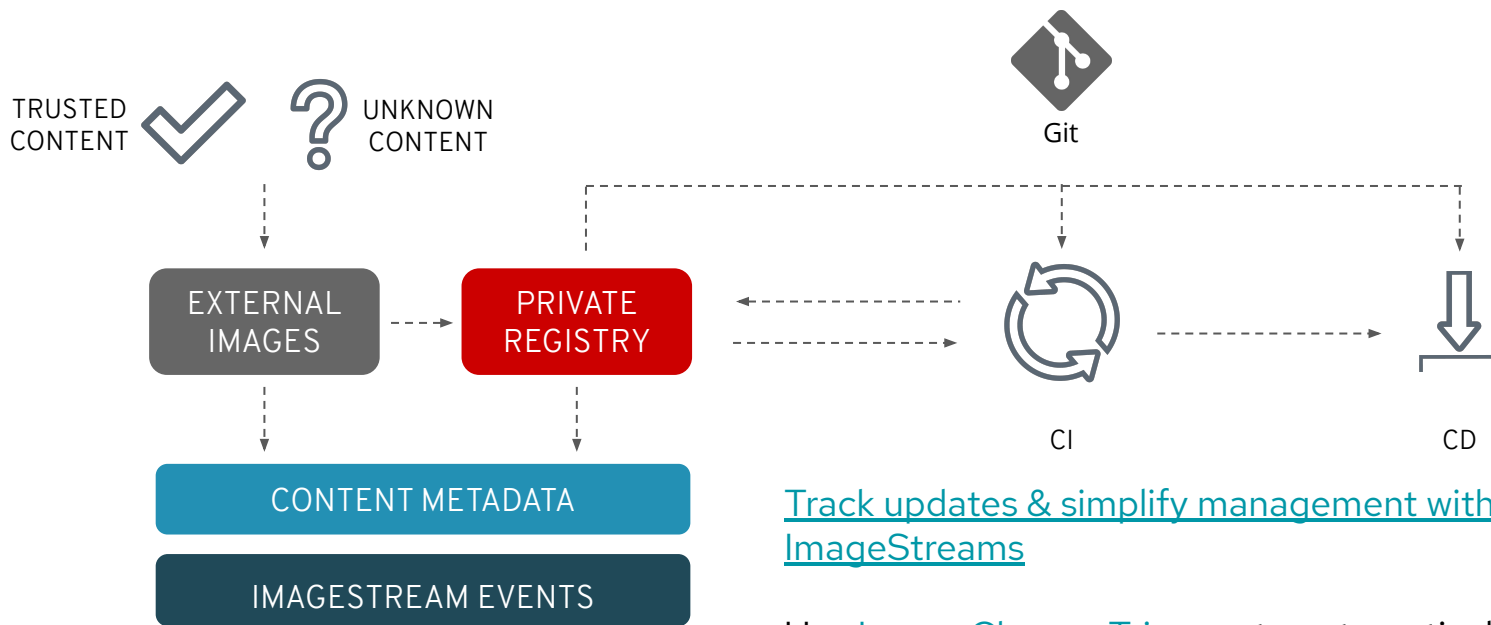 TRUSTED
CONTENT
UNKNOWN
CONTENT
Git
EXTERNAL
IMAGES
PRIVATE
REGISTRY
CI
CD
CONTENT METADATA
IMAGESTREAM EVENTS
Track updates & simplify management with
ImageStreams